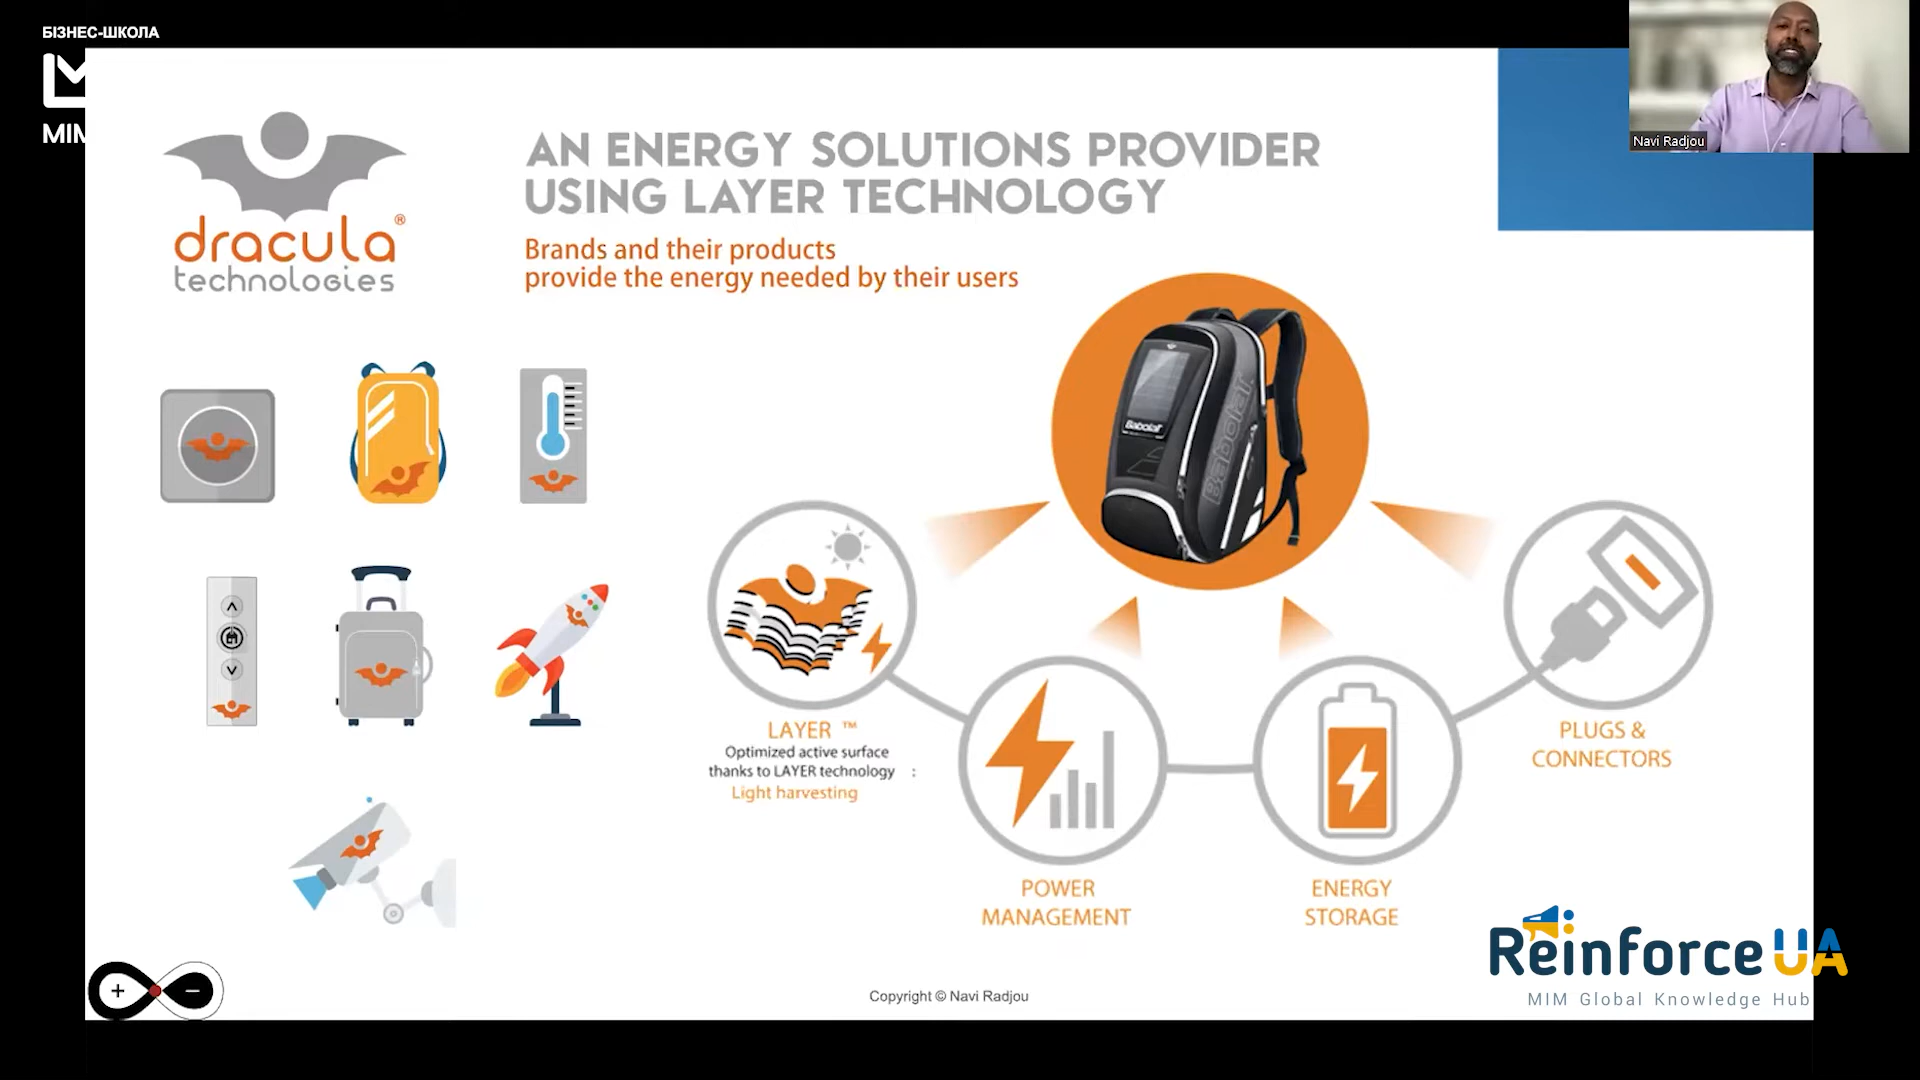 БІЗНЕС-ШКОЛА
MIM
dracula®
technologies
AN ENERGY SOLUTIONS PROVIDER
USING LAYER TECHNOLOGY
Brands and their products
provide the energy needed by their users
Navi Radjou
Babolat
Babolat
LAYER ™
Optimized active surface
thanks to LAYER technology :
Light harvesting
POWER
MANAGEMENT
ENERGY
STORAGE
PLUGS &
CONNECTORS
Copyright © Navi Radjou
ReinforceUA
MIM Global Knowledge Hub